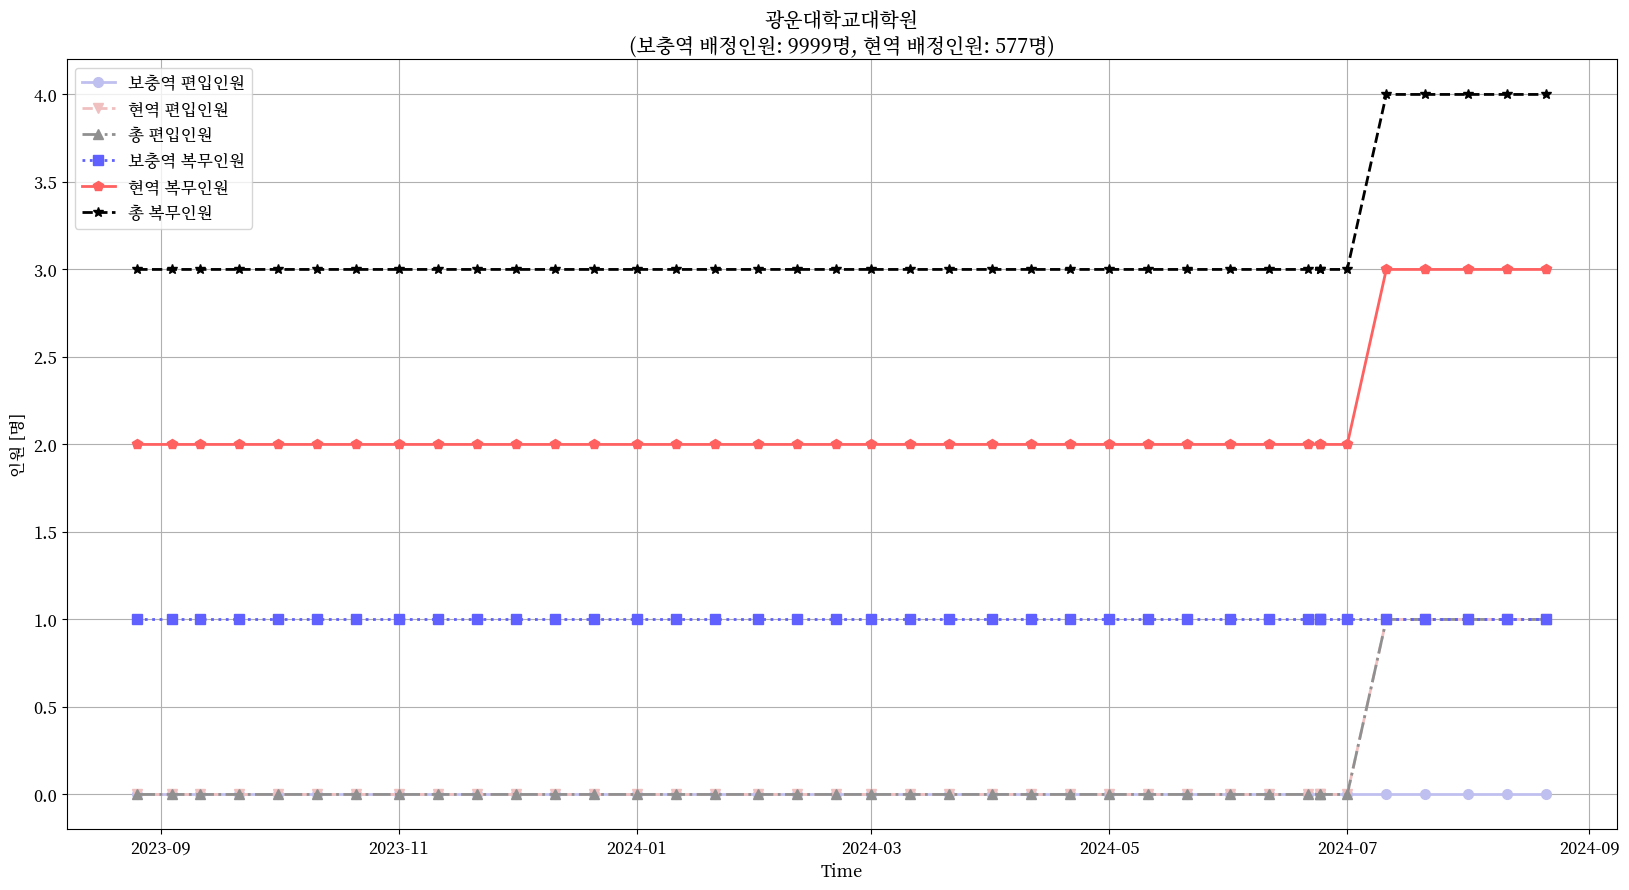 광운대학교대학원
(보충역 배정인원: 9999명, 현역 배정인원: 577명)
보충역 편입인원
현역 편입인원
총 편입인원
보충역 복무인원
현역 복무인원
총 복무인원
4.0
3.5
3.0
2.5
2.0
1.5
1.0
0.5
0.0
인원 [명]
2023-09 2023-11 2024-01 2024-03 2024-05 2024-07 2024-09
Time